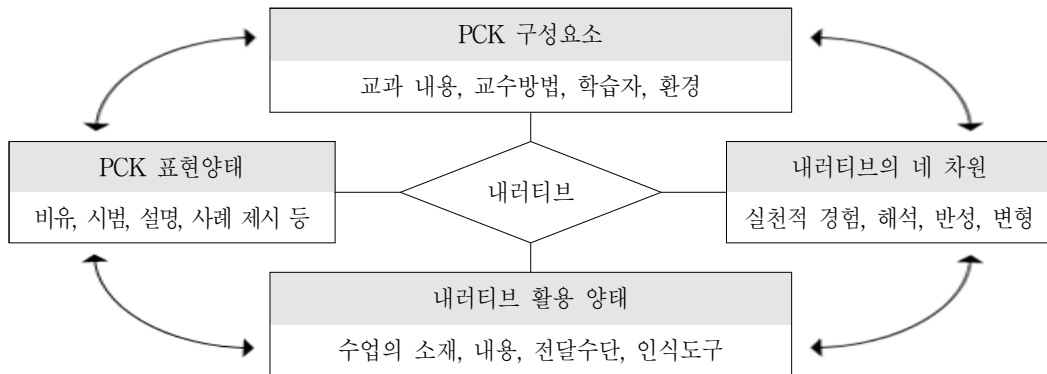 PCK 구성요소
교과 내용, 교수방법, 학습자, 환경
PCK 표현양태
비유, 시범, 설명, 사례 제시 등
내러티브
내러티브의 네 차원
실천적 경험, 해석, 반성, 변형
내러티브 활용 양태
수업의 소재, 내용, 전달수단, 인식도구